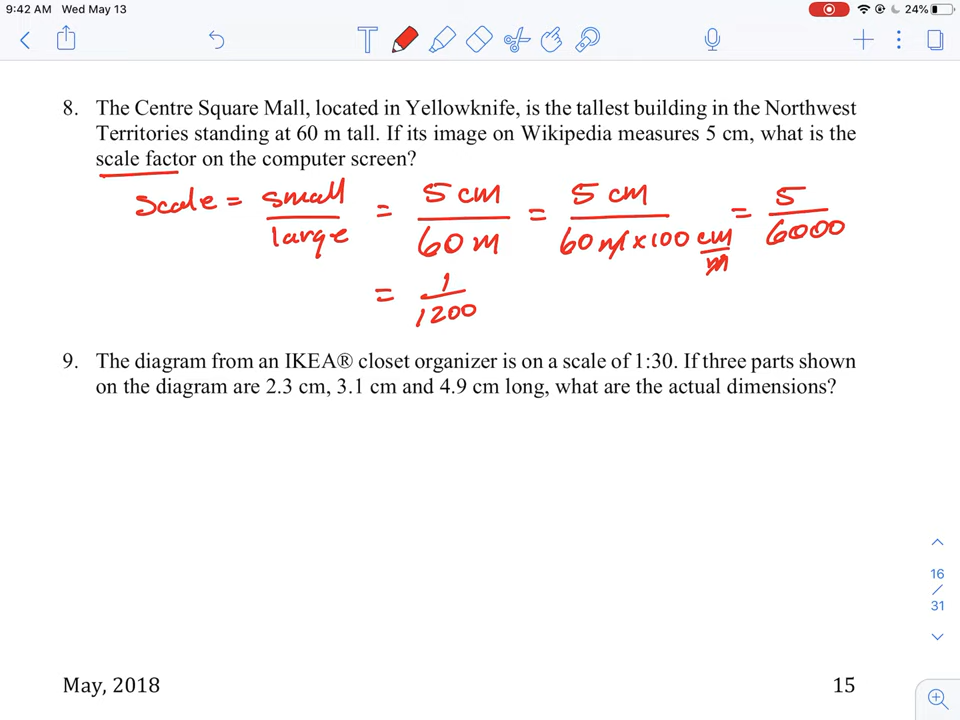 9:42 AM Wed May 13
24%
T
8. The Centre Square Mall, located in Yellowknife, is the tallest building in the Northwest
Territories standing at 60 m tall. If its image on Wikipedia measures 5 cm, what is the
scale factor on the computer screen?
Scale = small / large = 5 cm / 60 m = 5 cm / 60 m x 100 cm/m = 5 / 6000
= 1 / 1200
9. The diagram from an IKEA® closet organizer is on a scale of 1:30. If three parts shown
on the diagram are 2.3 cm, 3.1 cm and 4.9 cm long, what are the actual dimensions?
16
/
31
May, 2018 15